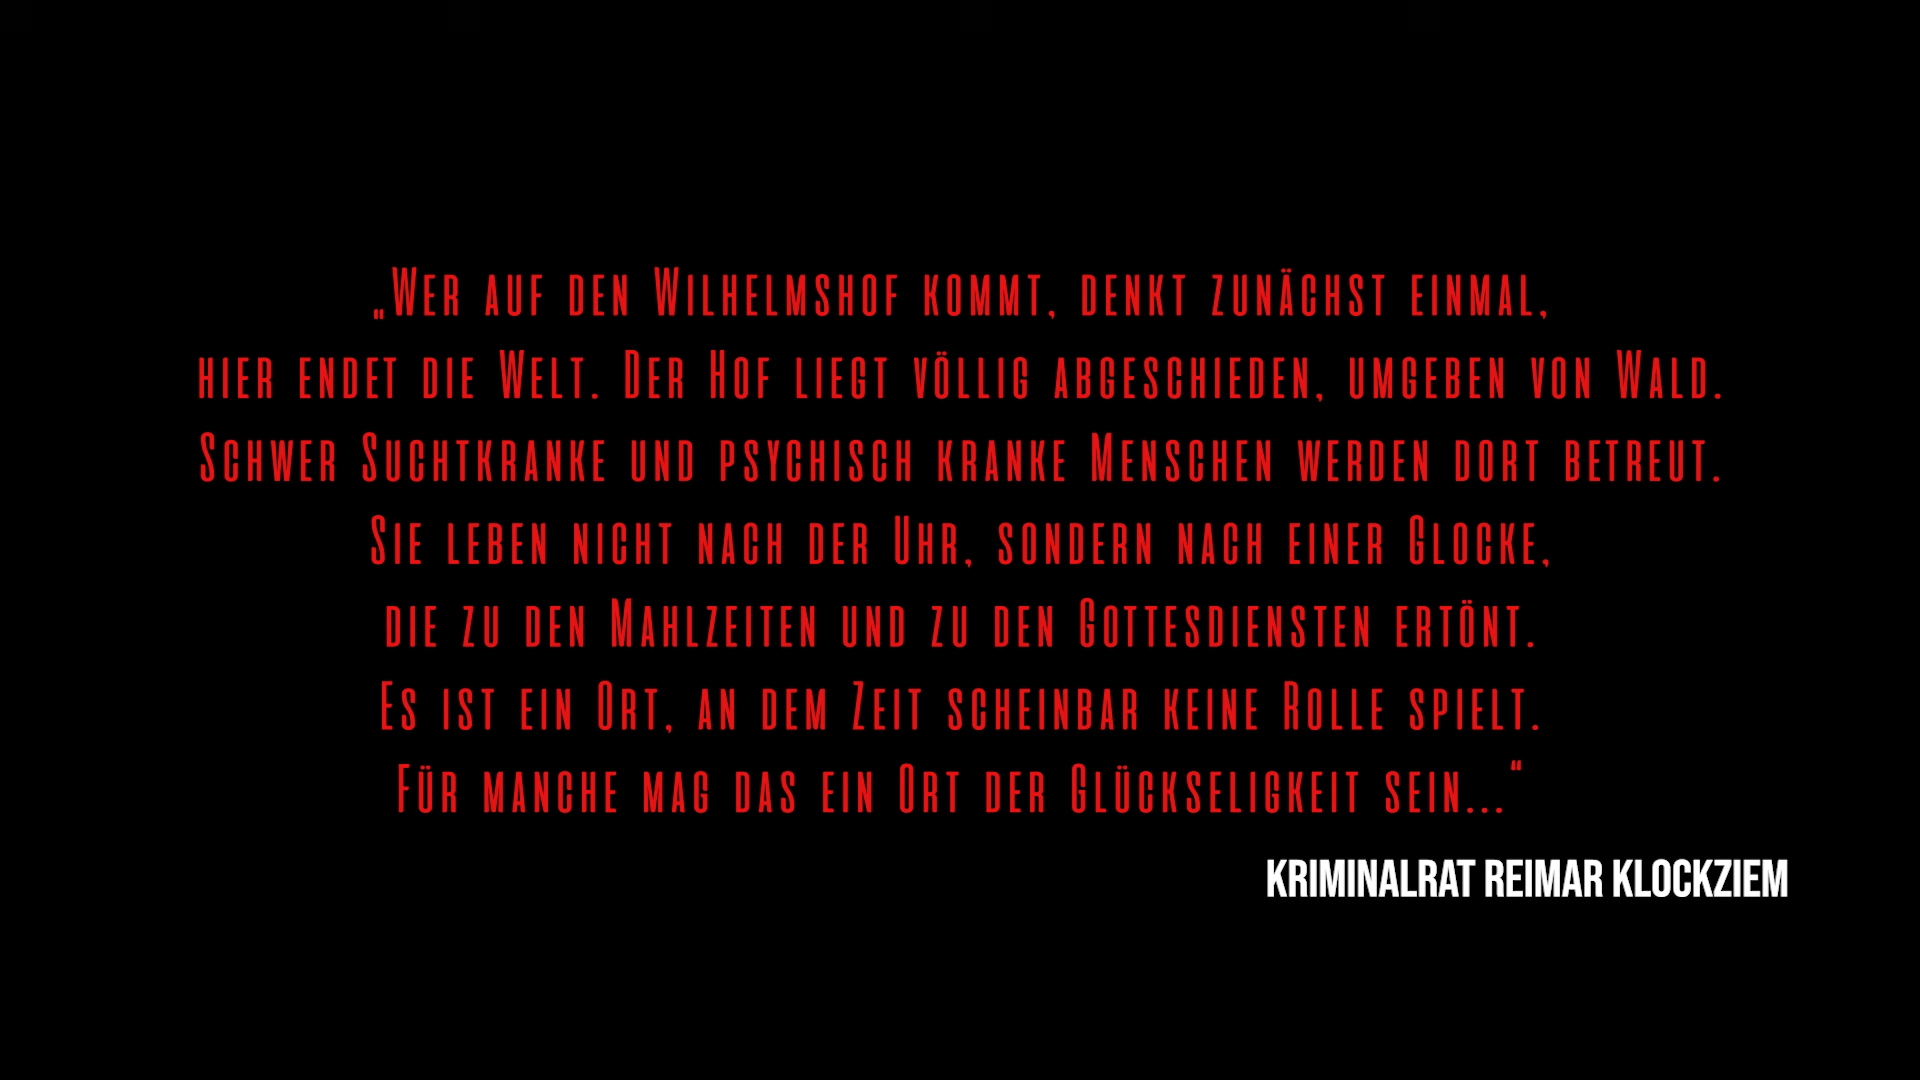 „Wer auf den Wilhelmshof kommt, denkt zunächst einmal,
hier endet die Welt. Der Hof liegt völlig abgeschieden, umgeben von Wald.
Schwer Suchtkranke und psychisch kranke Menschen werden dort betreut.
Sie leben nicht nach der Uhr, sondern nach einer Glocke,
die zu den Mahlzeiten und zu den Gottesdiensten ertönt.
Es ist ein Ort, an dem Zeit scheinbar keine Rolle spielt.
Für manche mag das ein Ort der Glückseligkeit sein...“
KRIMINALRAT REIMAR KLOCKZIEM